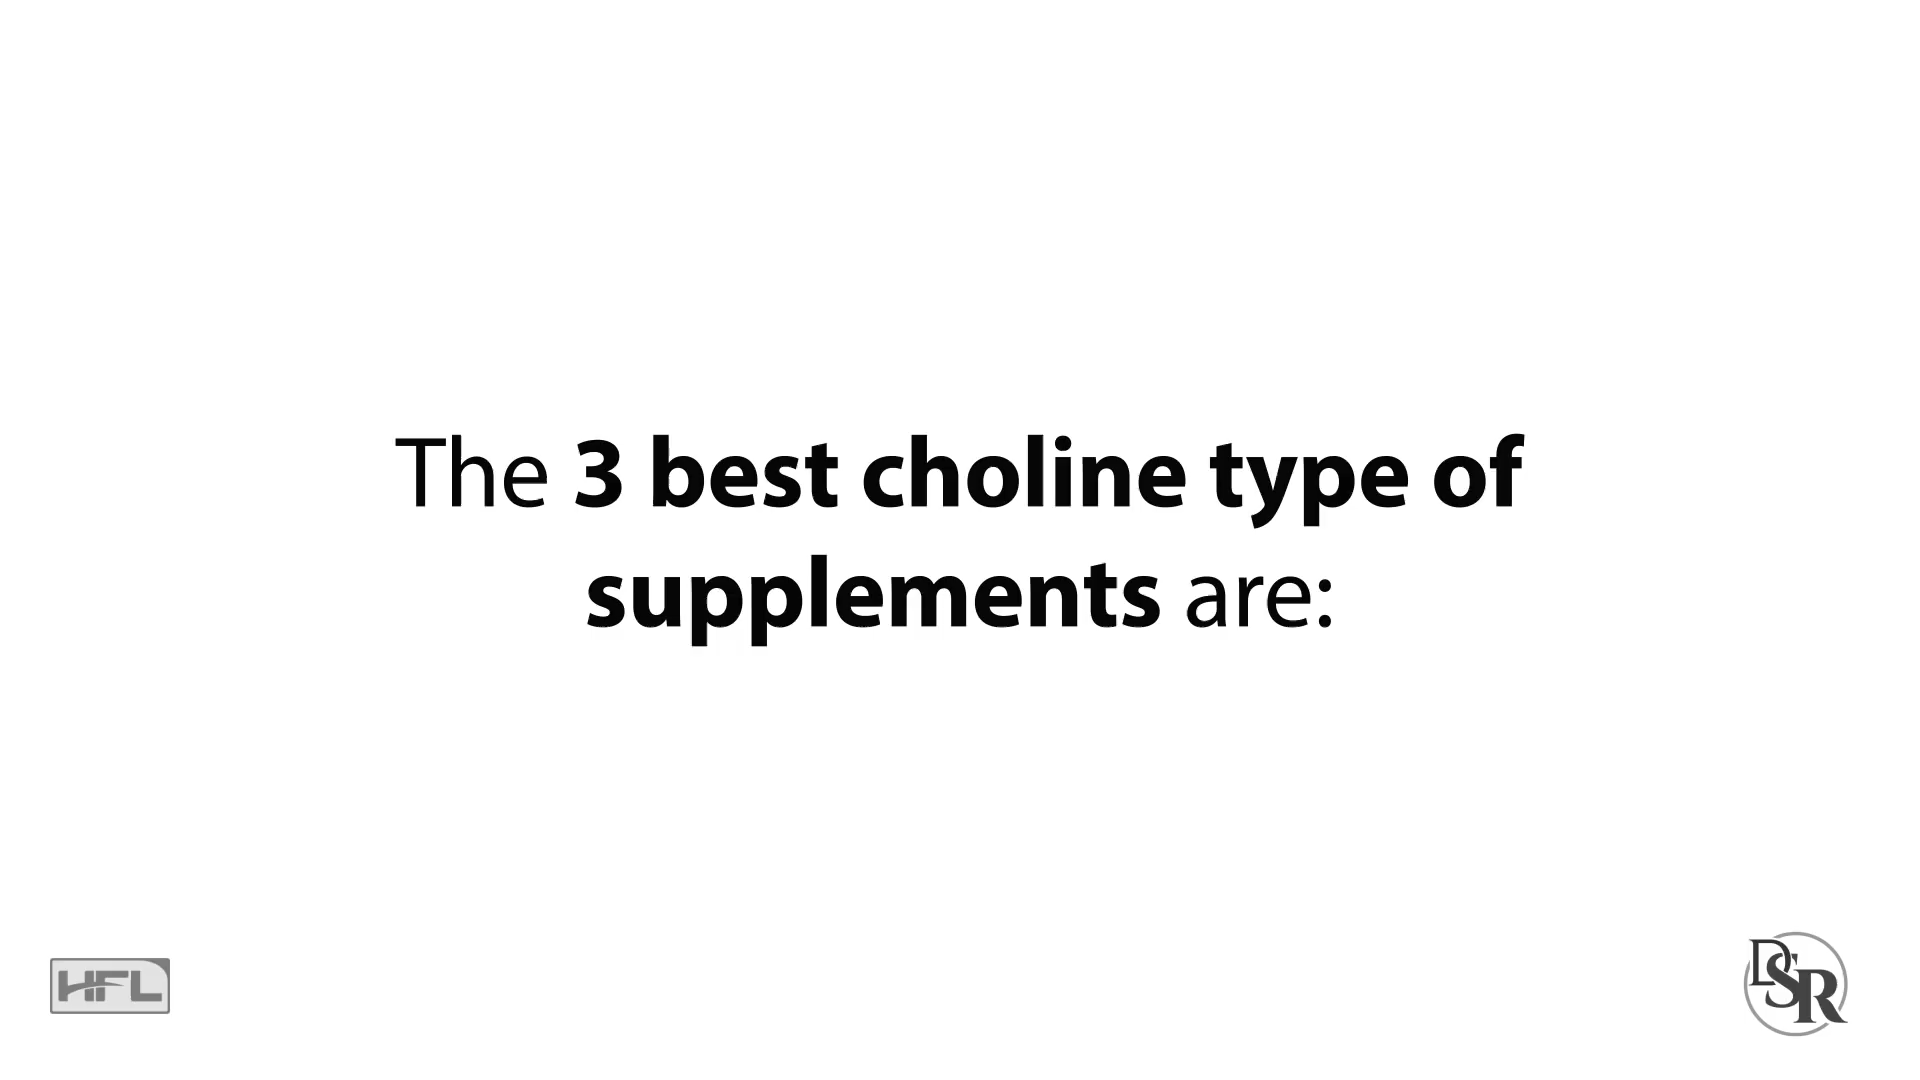 The 3 best choline type of
supplements are:
HFL
DSR